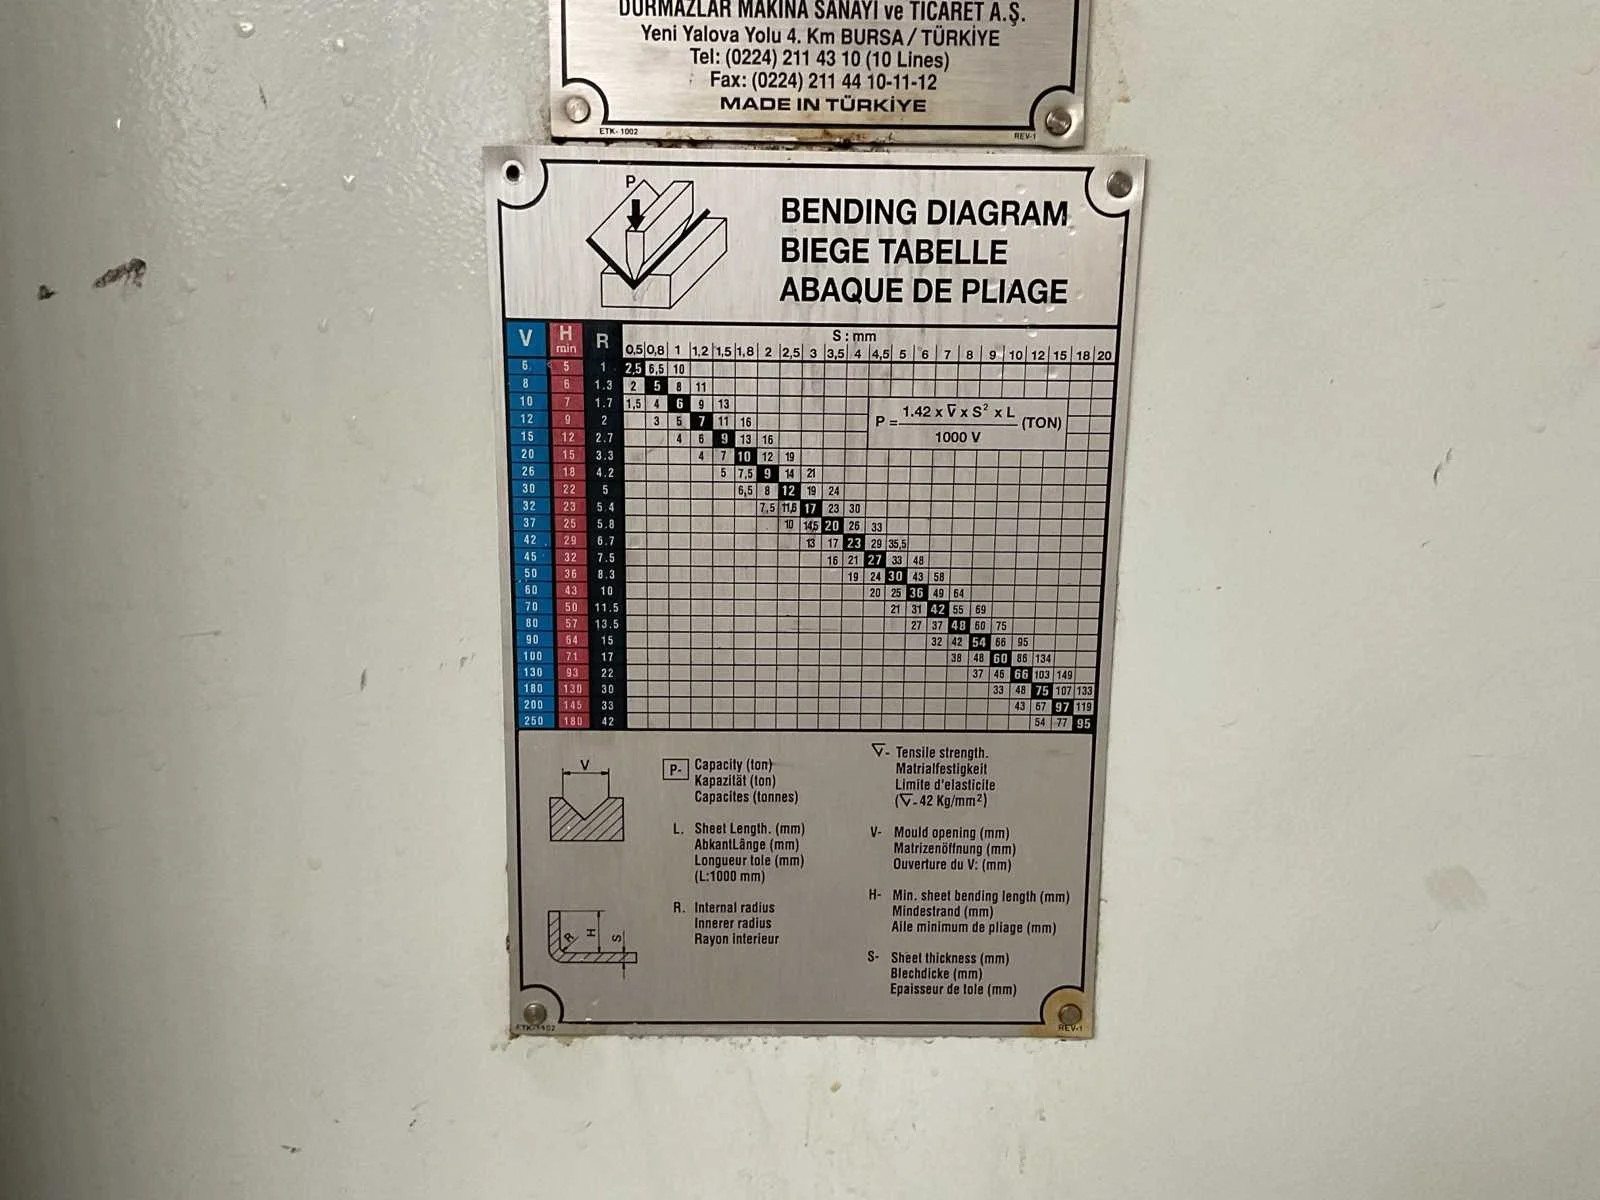 DURMAZLAR MAKİNA SANAYİ ve TİCARET A.Ş.
Yeni Yalova Yolu 4. Km BURSA / TÜRKİYE
Tel: (0224) 211 43 10 (10 Lines)
Fax: (0224) 211 44 10-11-12
MADE IN TÜRKİYE
ETK- 1002
REV-1
P
BENDING DIAGRAM
BIEGE TABELLE
ABAQUE DE PLIAGE
V H min R S : mm
0,5 0,8 1 1,2 1,5 1,8 2 2,5 3 3,5 4 4,5 5 6 7 8 9 10 12 15 18 20
6 5 1 2,5 6,5 10
8 6 1.3 2 5 8 11
10 7 1.7 1,5 4 6 9 13
12 9 2 3 5 7 11 16
15 12 2.7 4 6 9 13 16
20 15 3.3 4 7 10 12 19
26 18 4.2 5 7,5 9 14 21
30 22 5 6,5 8 12 19 24
32 23 5.4 7,5 11,6 17 23 30
37 25 5.8 10 14,5 20 26 33
42 29 6.7 13 17 23 29 35,5
45 32 7.5 16 21 27 33 48
50 36 8.3 19 24 30 43 58
60 43 10 20 25 36 49 64
70 50 11.5 21 31 42 55 69
80 57 13.5 27 37 48 60 75
90 64 15 32 42 54 66 95
100 71 17 38 48 60 86 134
130 93 22 37 46 66 103 149
180 130 30 33 48 75 107 133
200 145 33 43 67 97 119
250 180 42 54 77 95
P = 1.42 x ∇ x S² x L / 1000 V (TON)
V
P- Capacity (ton)
Kapazität (ton)
Capacites (tonnes)
L. Sheet Length. (mm)
AbkantLänge (mm)
Longueur tole (mm)
(L:1000 mm)
R. Internal radius
Innerer radius
Rayon interieur
∇- Tensile strength.
Matrialfestigkeit
Limite d'elasticite
(∇-42 Kg/mm²)
V- Mould opening (mm)
Matrizenöffnung (mm)
Ouverture du V: (mm)
H- Min. sheet bending length (mm)
Mindestrand (mm)
Aile minimum de pliage (mm)
S- Sheet thickness (mm)
Blechdicke (mm)
Epaisseur de tole (mm)
R H S
REV-1